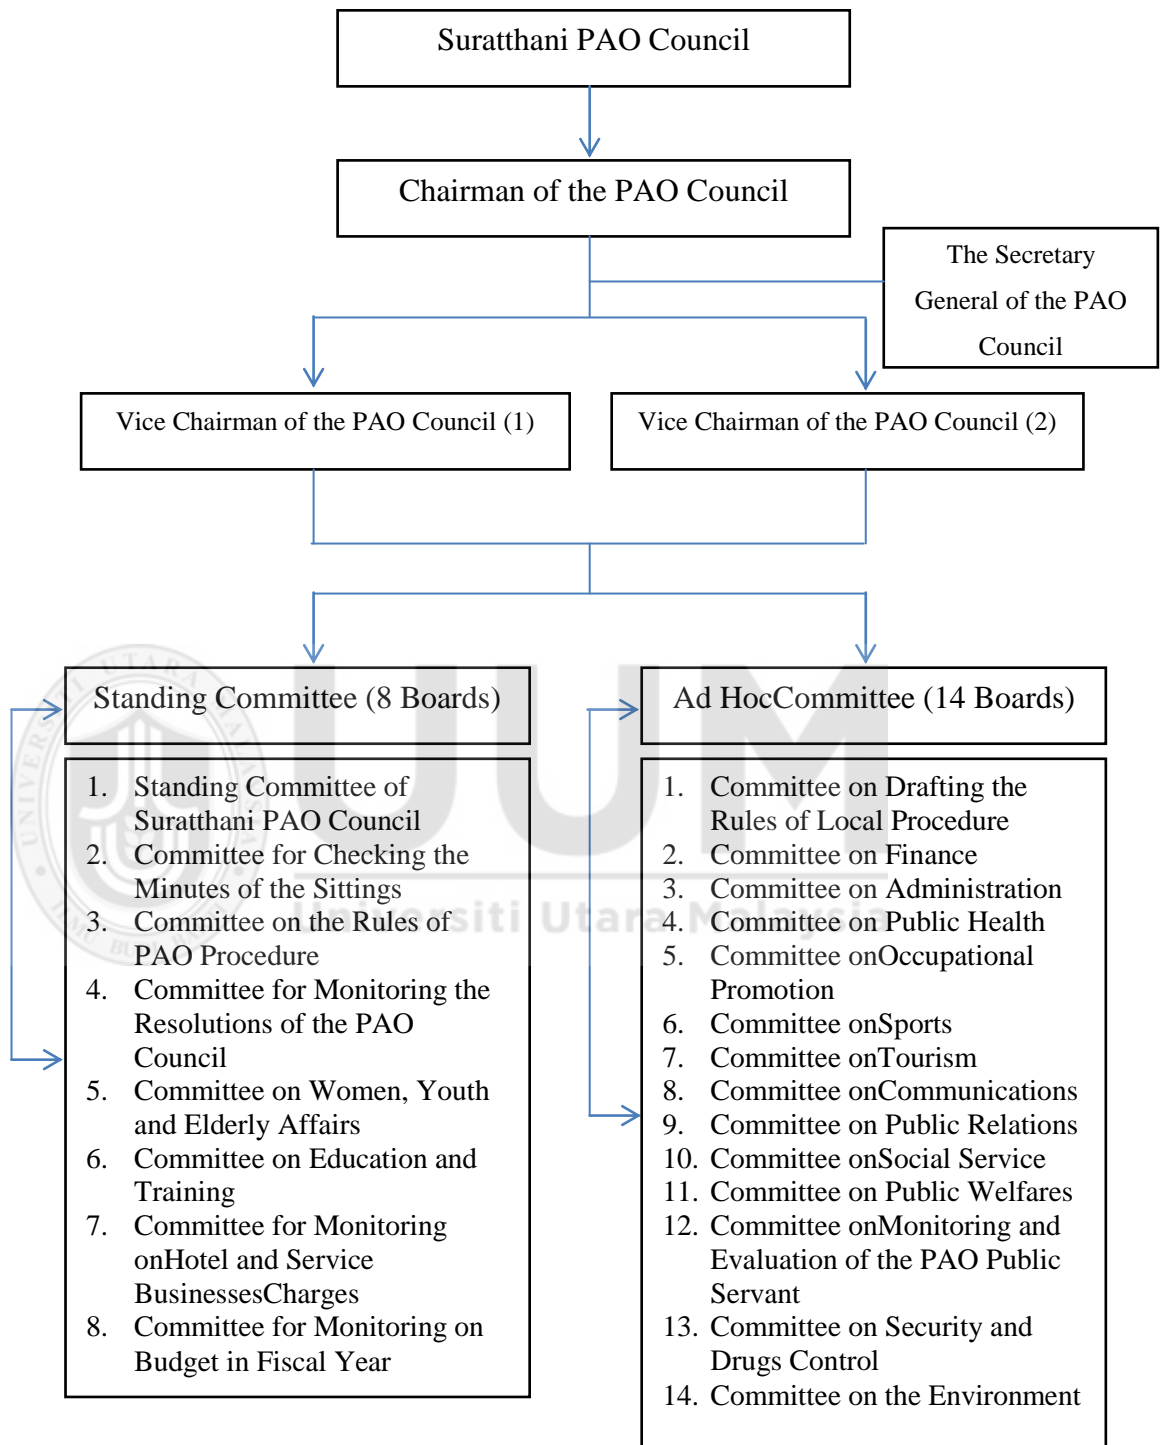 Suratthani PAO Council
Chairman of the PAO Council
The Secretary
General of the PAO
Council
Vice Chairman of the PAO Council (1)
Vice Chairman of the PAO Council (2)
Standing Committee (8 Boards)
1. Standing Committee of
Suratthani PAO Council
2. Committee for Checking the
Minutes of the Sittings
3. Committee on the Rules of
PAO Procedure
4. Committee for Monitoring the
Resolutions of the PAO
Council
5. Committee on Women, Youth
and Elderly Affairs
6. Committee on Education and
Training
7. Committee for Monitoring
onHotel and Service
BusinessesCharges
8. Committee for Monitoring on
Budget in Fiscal Year
Ad HocCommittee (14 Boards)
1. Committee on Drafting the
Rules of Local Procedure
2. Committee on Finance
3. Committee on Administration
4. Committee on Public Health
5. Committee onOccupational
Promotion
6. Committee onSports
7. Committee onTourism
8. Committee onCommunications
9. Committee on Public Relations
10. Committee onSocial Service
11. Committee on Public Welfares
12. Committee onMonitoring and
Evaluation of the PAO Public
Servant
13. Committee on Security and
Drugs Control
14. Committee on the Environment
UUM
Universiti Utara Malaysia
UNIVERSITI UTARA MALAYSIA